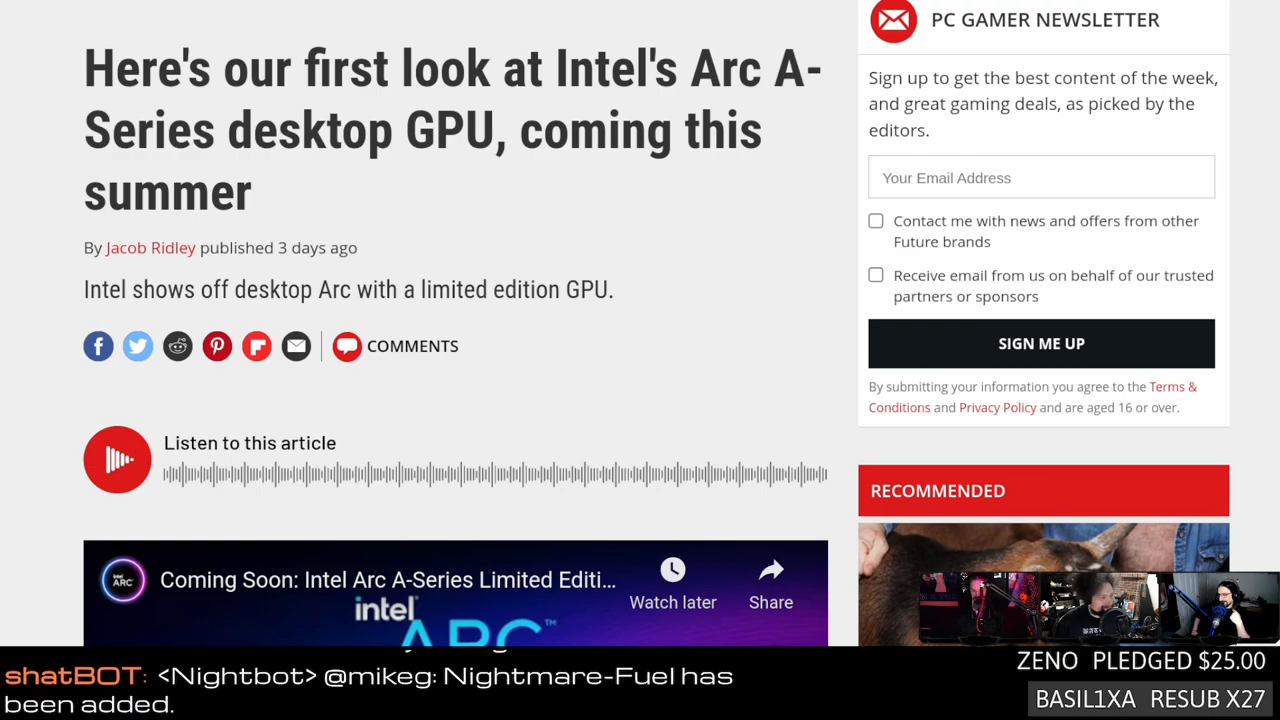 Here's our first look at Intel's Arc A-
Series desktop GPU, coming this
summer
By Jacob Ridley published 3 days ago
Intel shows off desktop Arc with a limited edition GPU.
COMMENTS
Listen to this article
intel
ARC
Coming Soon: Intel Arc A-Series Limited Editi...
Watch later
Share
intel
ARC™
PC GAMER NEWSLETTER
Sign up to get the best content of the week,
and great gaming deals, as picked by the
editors.
Your Email Address
Contact me with news and offers from other
Future brands
Receive email from us on behalf of our trusted
partners or sponsors
SIGN ME UP
By submitting your information you agree to the Terms &
Conditions and Privacy Policy and are aged 16 or over.
RECOMMENDED
shatBOT: <Nightbot> @mikeg: Nightmare-Fuel has
been added.
ZENO PLEDGED $25.00
BASIL1XA RESUB X27